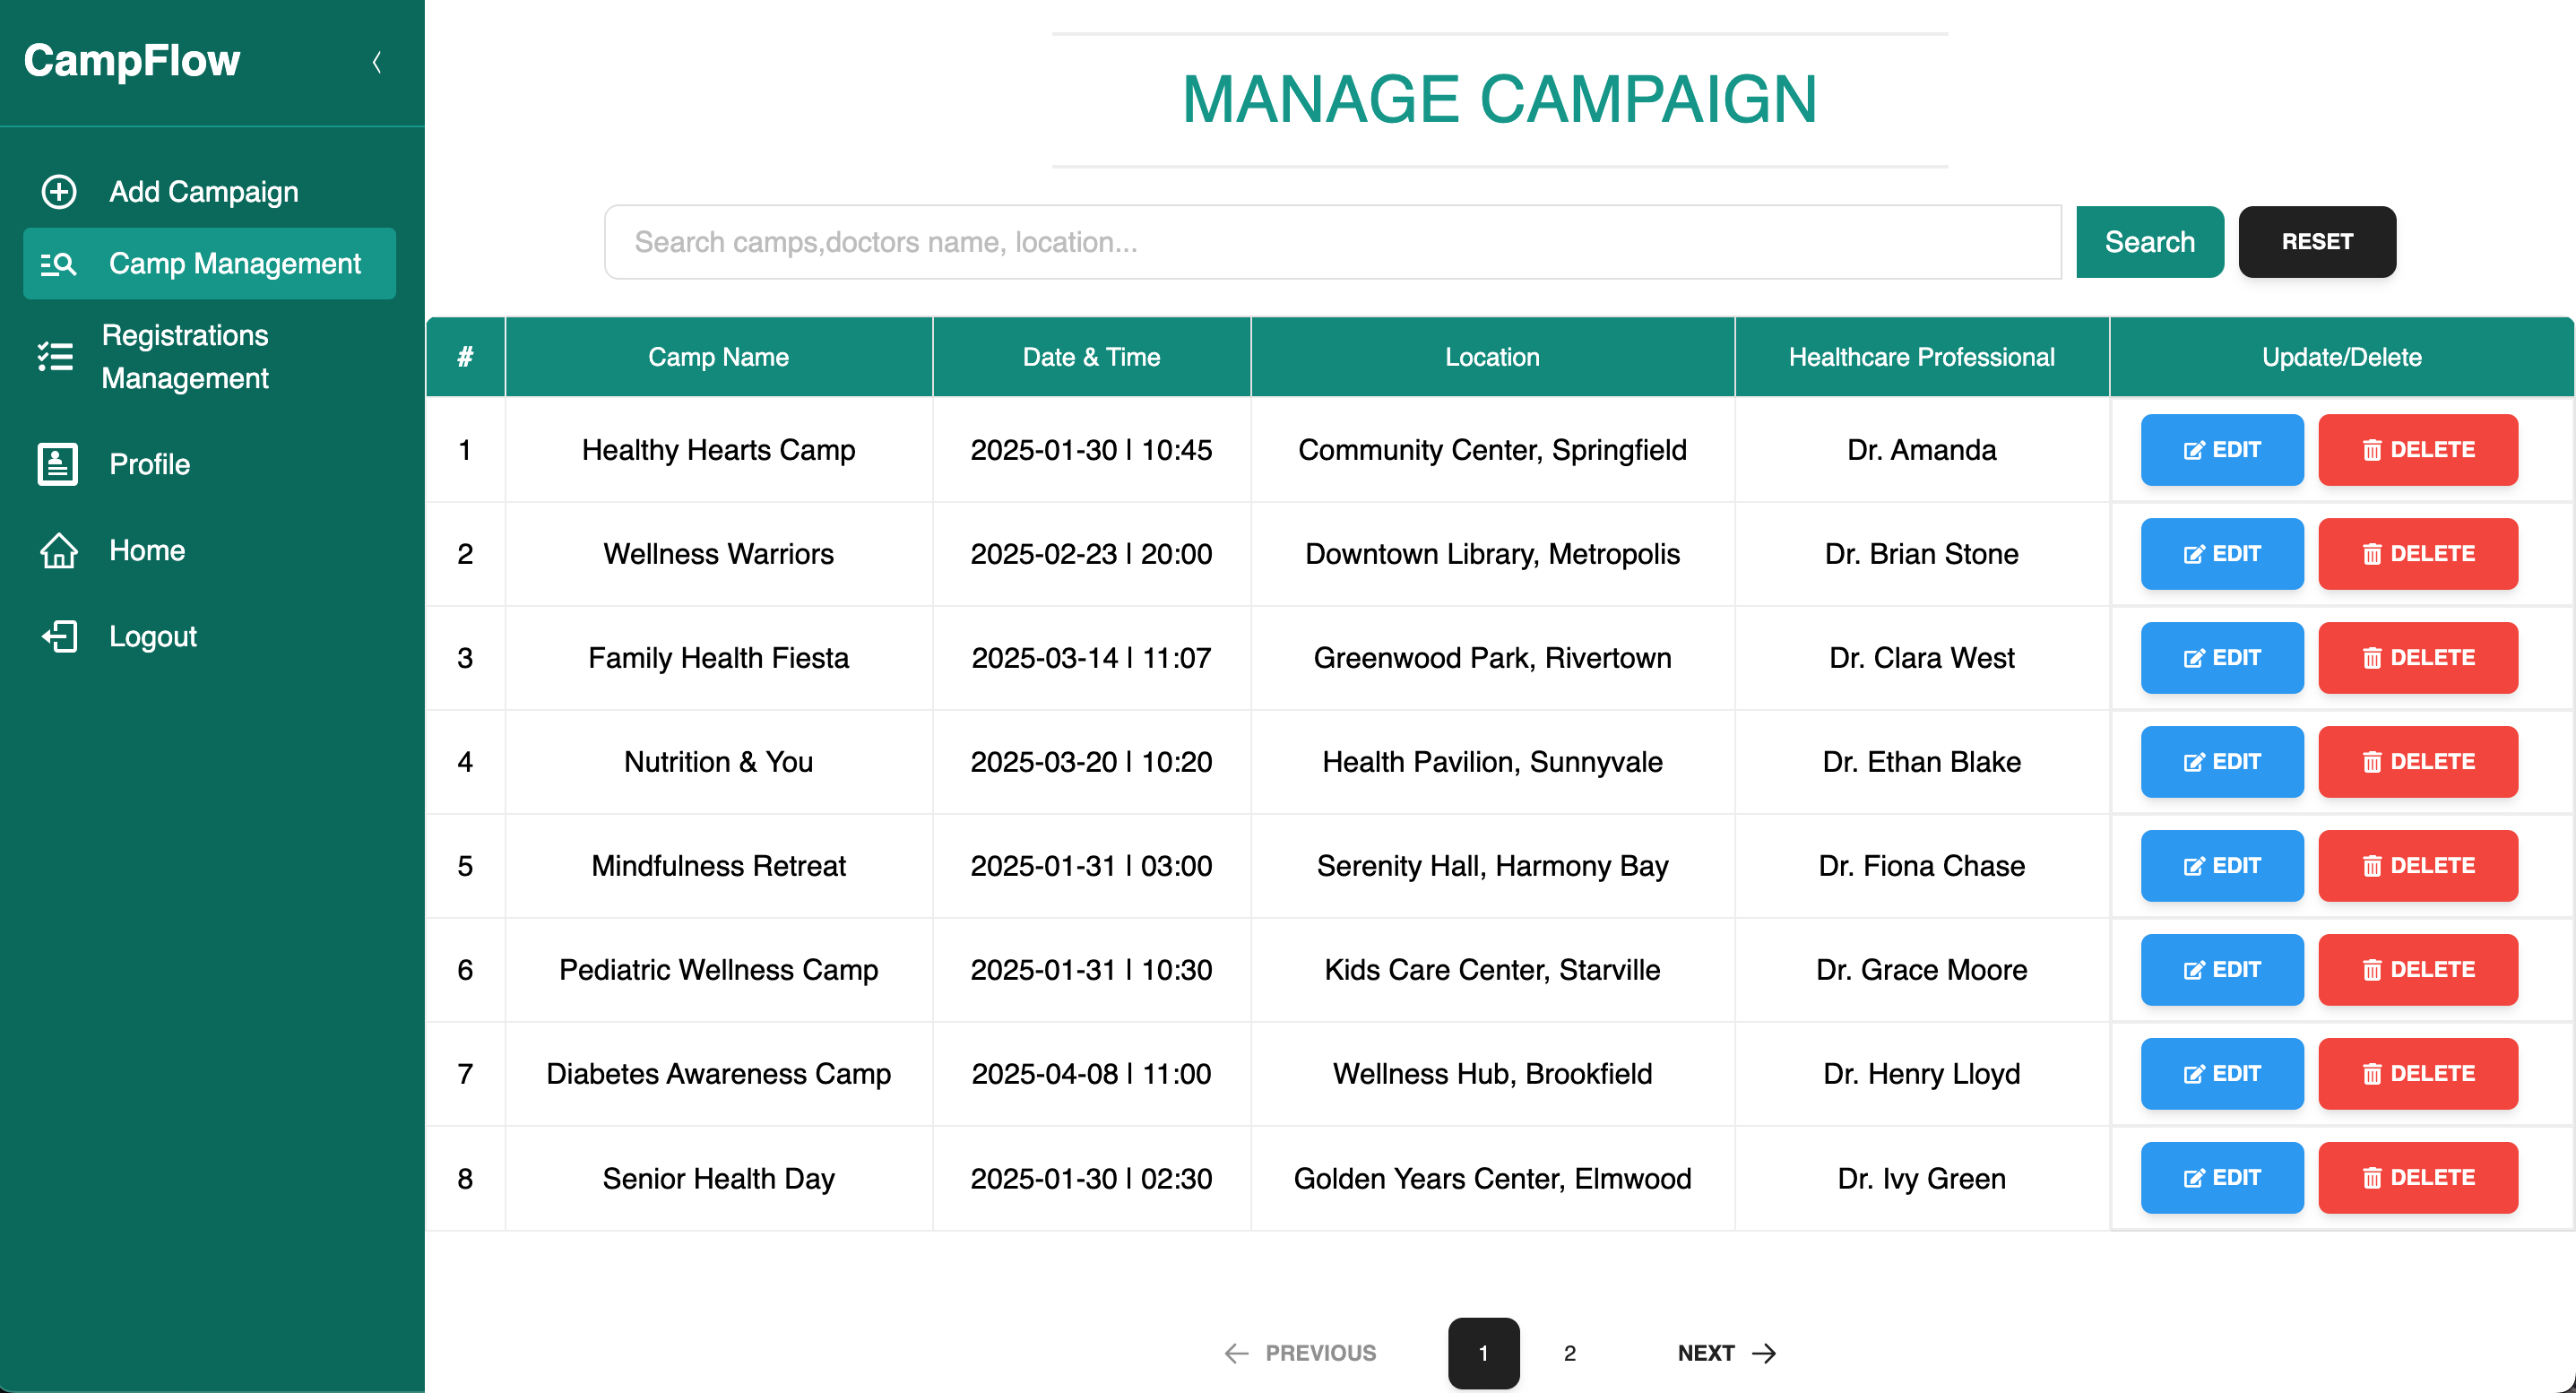 CampFlow
Add Campaign
Camp Management
Registrations
Management
Profile
Home
Logout
MANAGE CAMPAIGN
Search camps,doctors name, location...
Search
RESET
# Camp Name Date & Time Location Healthcare Professional Update/Delete
1 Healthy Hearts Camp 2025-01-30 | 10:45 Community Center, Springfield Dr. Amanda EDIT DELETE
2 Wellness Warriors 2025-02-23 | 20:00 Downtown Library, Metropolis Dr. Brian Stone EDIT DELETE
3 Family Health Fiesta 2025-03-14 | 11:07 Greenwood Park, Rivertown Dr. Clara West EDIT DELETE
4 Nutrition & You 2025-03-20 | 10:20 Health Pavilion, Sunnyvale Dr. Ethan Blake EDIT DELETE
5 Mindfulness Retreat 2025-01-31 | 03:00 Serenity Hall, Harmony Bay Dr. Fiona Chase EDIT DELETE
6 Pediatric Wellness Camp 2025-01-31 | 10:30 Kids Care Center, Starville Dr. Grace Moore EDIT DELETE
7 Diabetes Awareness Camp 2025-04-08 | 11:00 Wellness Hub, Brookfield Dr. Henry Lloyd EDIT DELETE
8 Senior Health Day 2025-01-30 | 02:30 Golden Years Center, Elmwood Dr. Ivy Green EDIT DELETE
PREVIOUS 1 2 NEXT